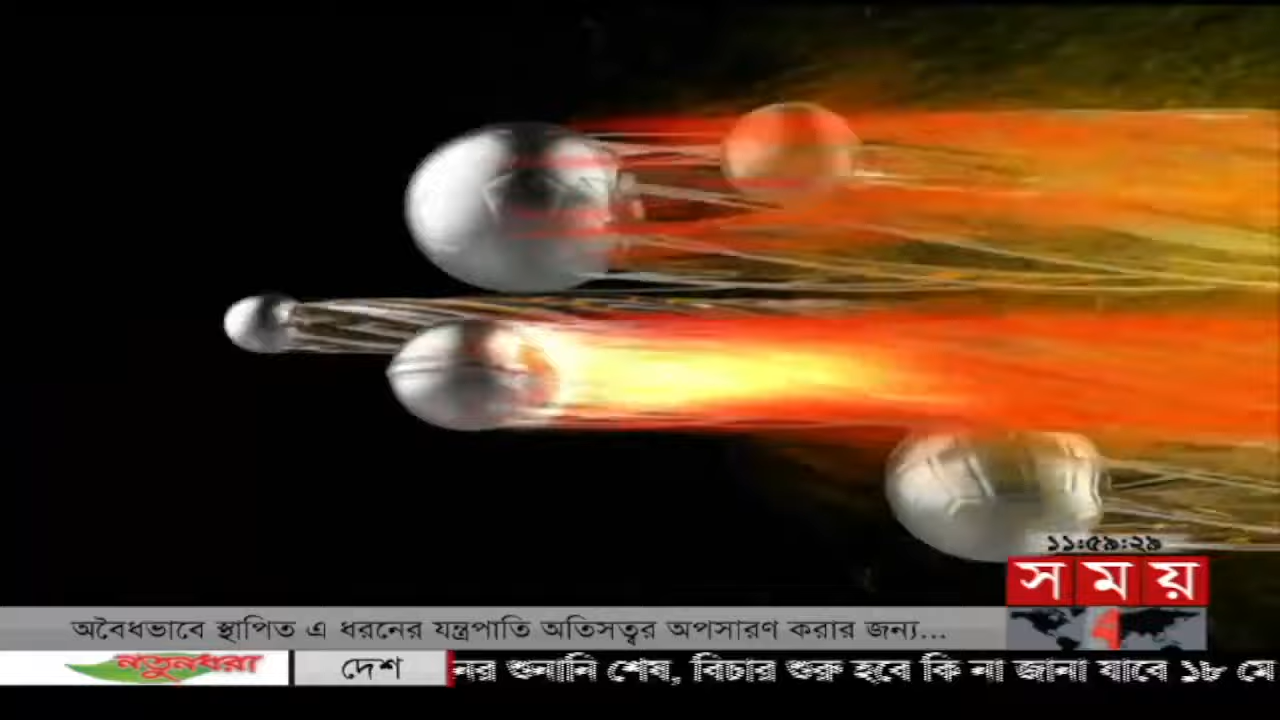 ১১:৫৯:২৯
সময়
অবৈধভাবে স্থাপিত এ ধরনের যন্ত্রপাতি অতিসত্বর অপসারণ করার জন্য...
নতুনধরা
দেশ
নর শুনানি শেষ, বিচার শুরু হবে কি না জানা যাবে ১৮ মে